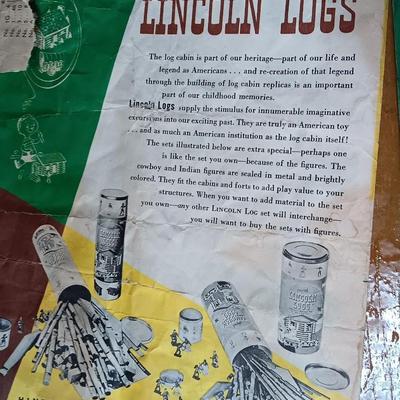 LINCOLN LOGS
The log cabin is part of our heritage—part of our life and
legend as Americans . . . and re-creation of that legend
through the building of log cabin replicas is an important
part of our childhood memories.
Lincoln Logs supply the stimulus for innumerable imaginative
excursions into our exciting past. They are truly an American toy
. . . and as much an American institution as the log cabin itself!
The sets illustrated below are extra special—perhaps one
is like the set you own—because of the figures. The
cowboy and Indian figures are sealed in metal and brightly
colored. They fit the cabins and forts to add play value to your
structures. When you want to add material to the set
you own—any other LINCOLN LOG set will interchange—
you will want to buy the sets with figures.
LINCOLN
LOGS